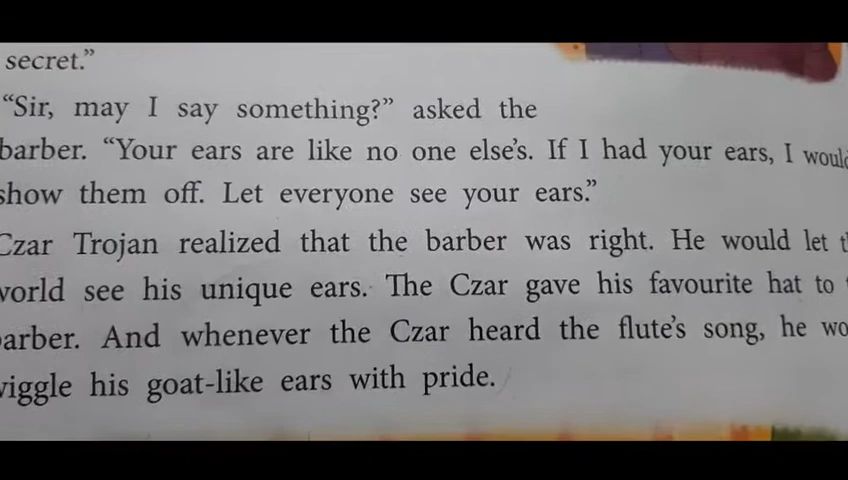 secret.”
“Sir, may I say something?” asked the
barber. “Your ears are like no one else’s. If I had your ears, I would
show them off. Let everyone see your ears.”
Czar Trojan realized that the barber was right. He would let
world see his unique ears. The Czar gave his favourite hat to
barber. And whenever the Czar heard the flute’s song, he
wiggle his goat-like ears with pride.